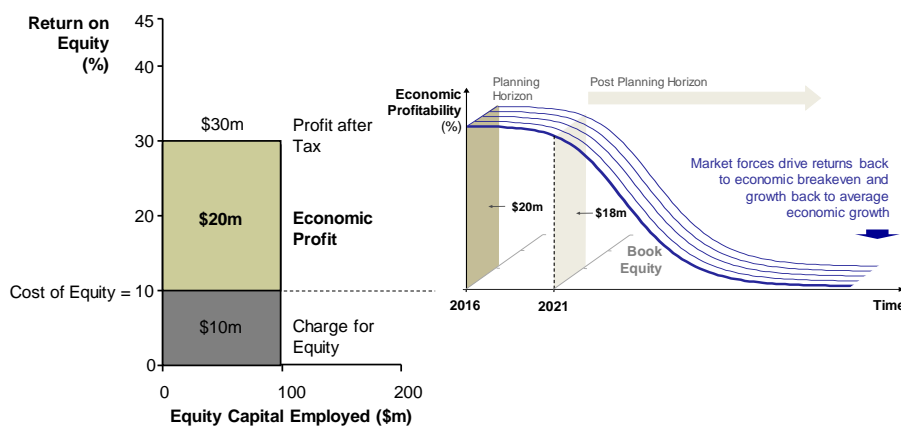 Return on
Equity
(%)
45
40
30
20
Cost of Equity = 10
0
$30m
Profit after
Tax
$20m
Economic
Profit
$10m
Charge for
Equity
0
100
200
Equity Capital Employed ($m)
Economic
Profitability
(%)
Planning
Horizon
Post Planning Horizon
Market forces drive returns back
to economic breakeven and
growth back to average
economic growth
$20m
$18m
Book
Equity
2016
2021
Time